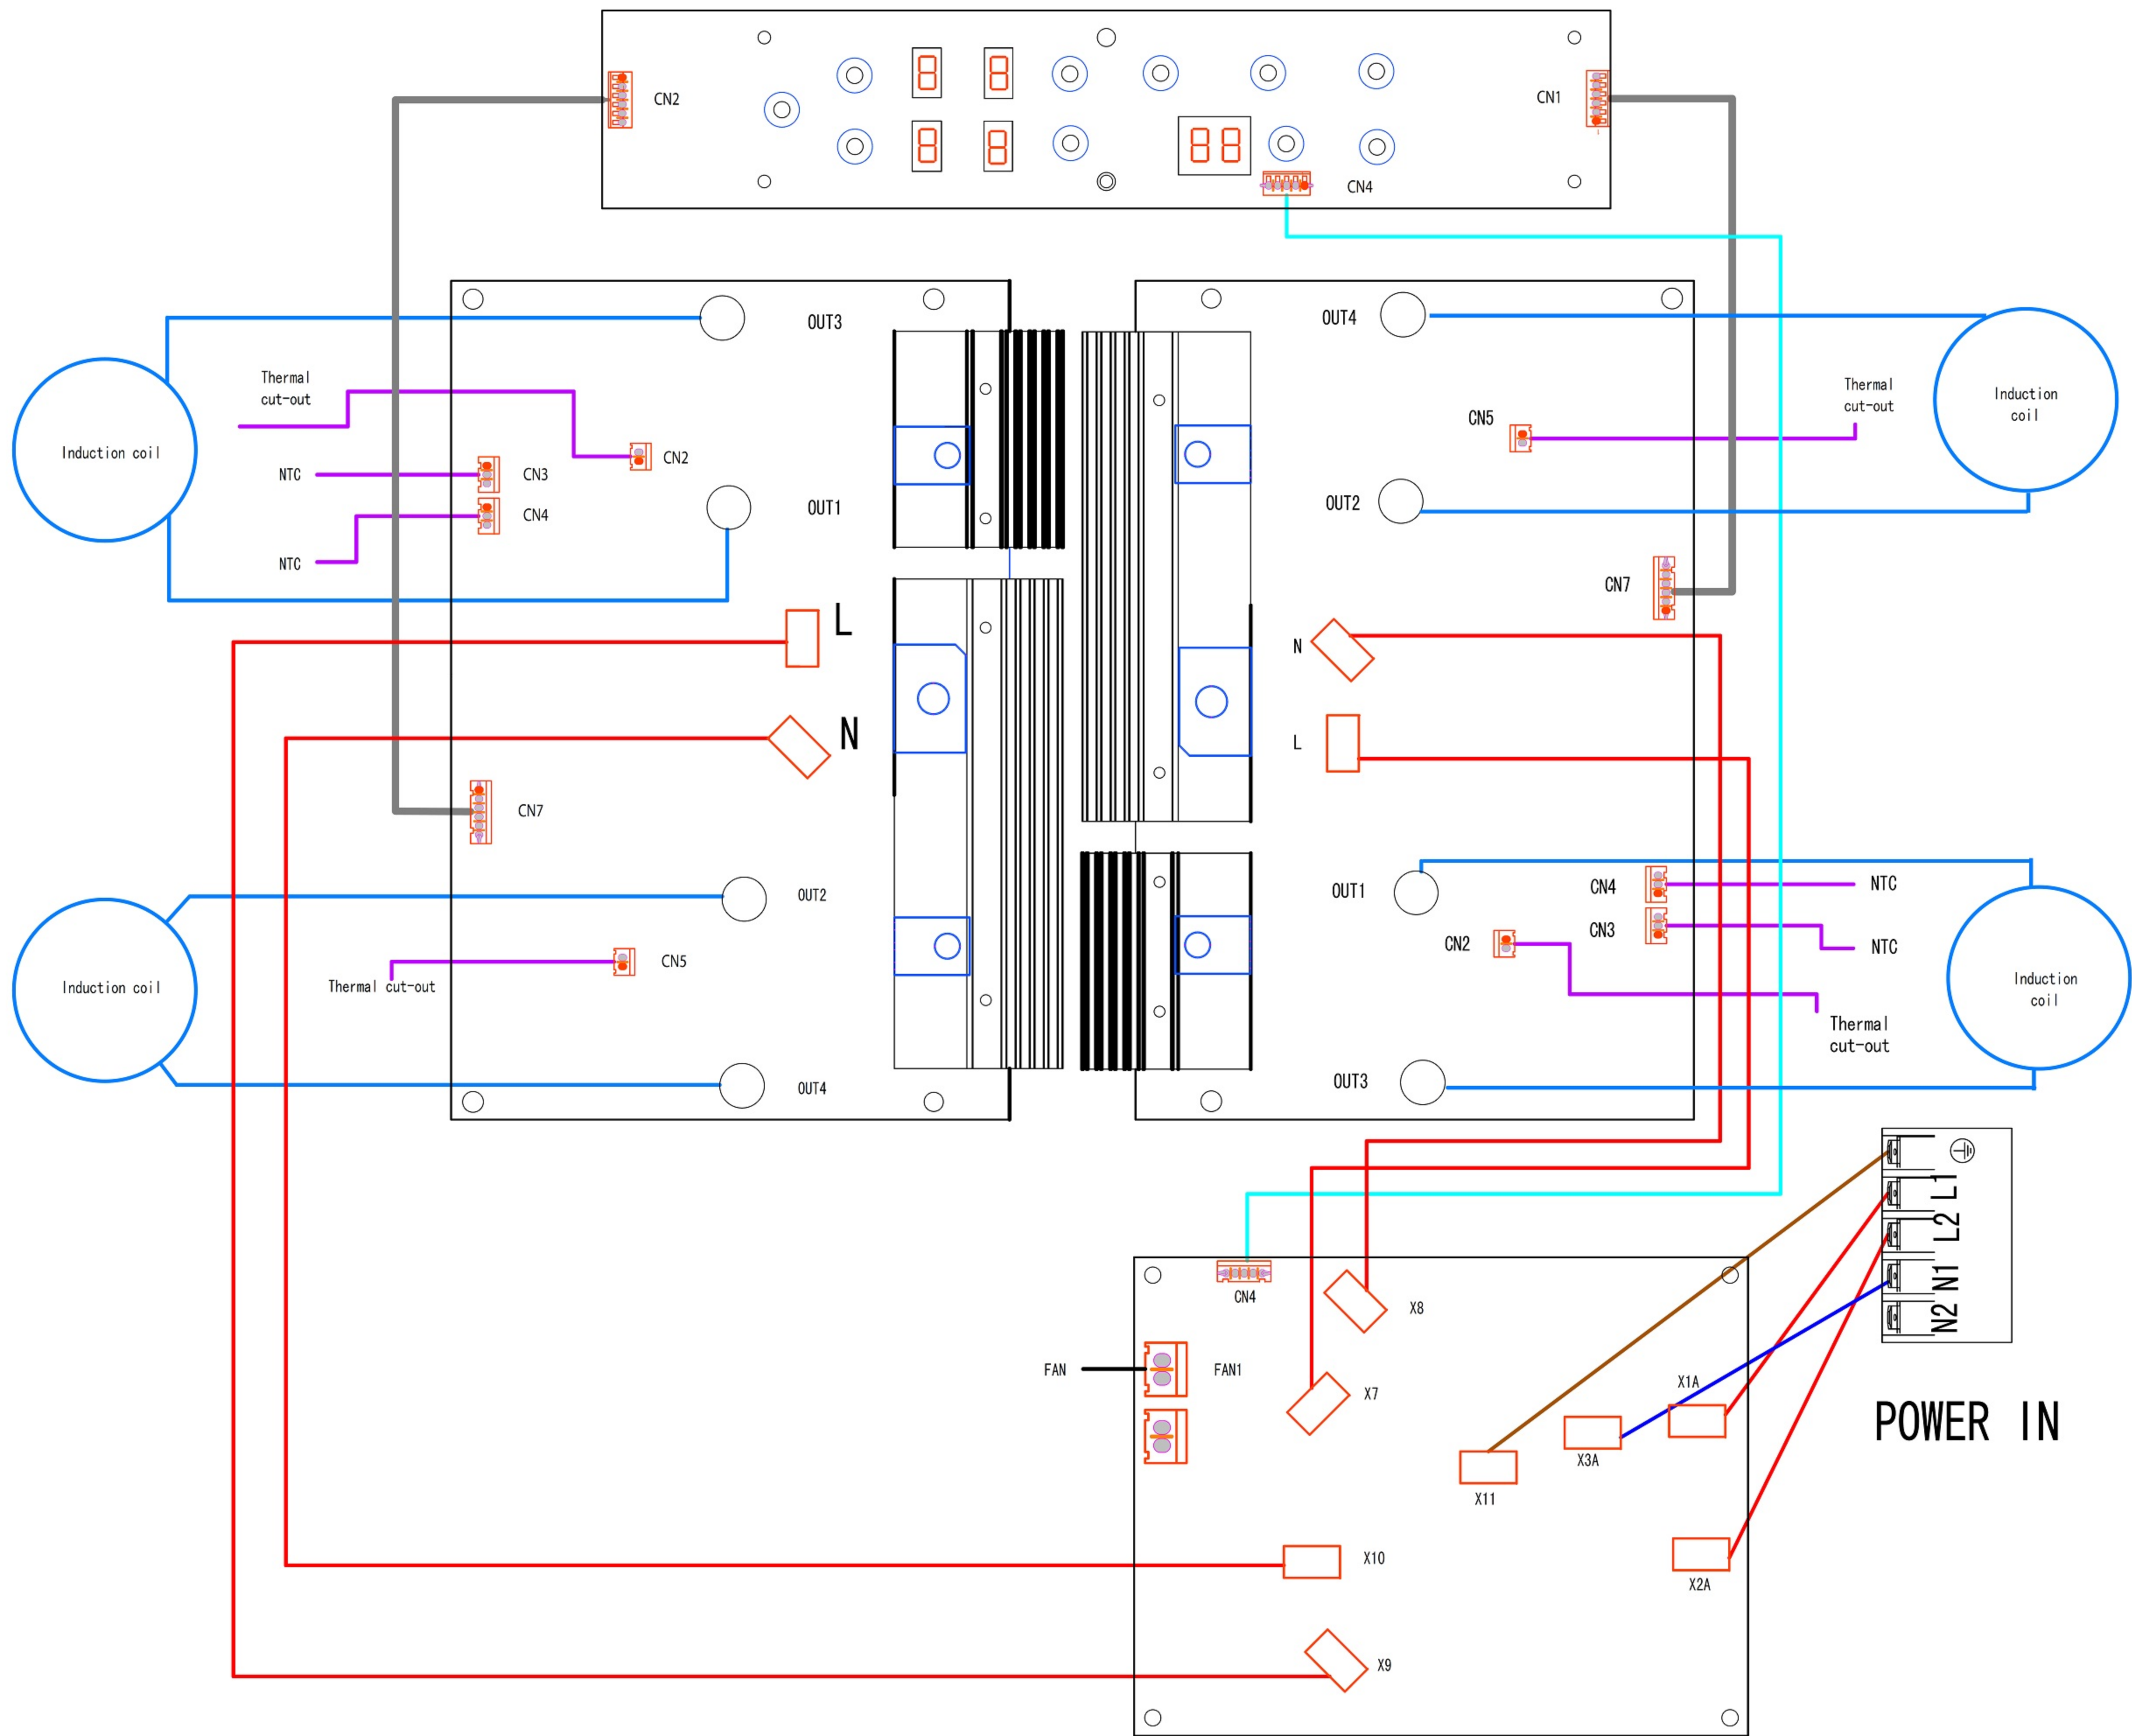 CN2
CN1
CN4
OUT3
OUT4
Thermal
cut-out
Thermal
cut-out
Induction
coil
CN5
Induction coil
CN2
NTC
CN3
OUT1
OUT2
CN4
NTC
CN7
L
N
N
L
CN7
OUT2
OUT1
CN4
NTC
CN3
NTC
CN2
CN5
Induction coil
Thermal cut-out
Induction
coil
Thermal
cut-out
OUT4
OUT3
L1
L2
N1
N2
CN4
X8
FAN
FAN1
X7
X1A
POWER IN
X3A
X11
X10
X2A
X9